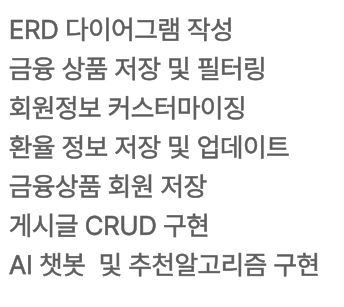 ERD 다이어그램 작성
금융 상품 저장 및 필터링
회원정보 커스터마이징
환율 정보 저장 및 업데이트
금융상품 회원 저장
게시글 CRUD 구현
AI 챗봇  및 추천알고리즘 구현